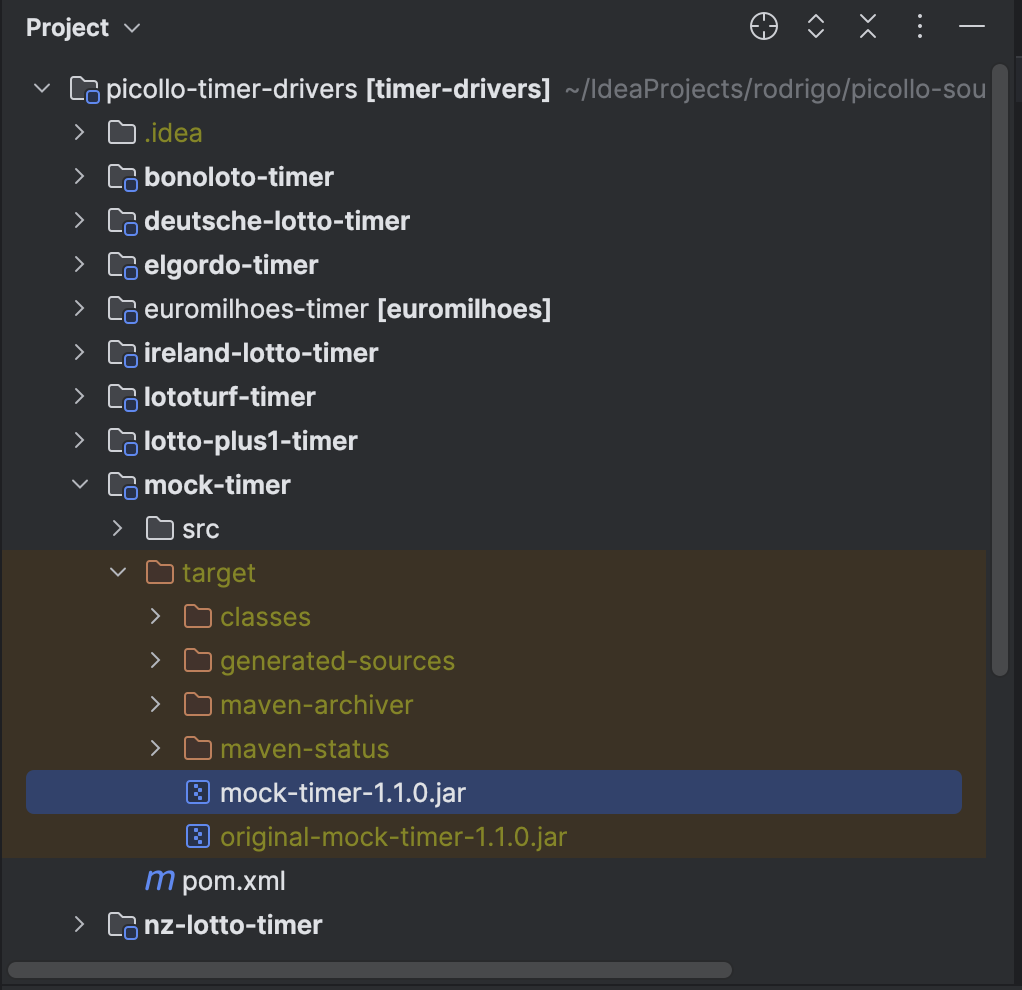 Project
picollo-timer-drivers [timer-drivers] ~/IdeaProjects/rodrigo/picollo-sou
.idea
bonoloto-timer
deutsche-lotto-timer
elgordo-timer
euromilhoes-timer [euromilhoes]
ireland-lotto-timer
lototurf-timer
lotto-plus1-timer
mock-timer
src
target
classes
generated-sources
maven-archiver
maven-status
mock-timer-1.1.0.jar
original-mock-timer-1.1.0.jar
m pom.xml
nz-lotto-timer